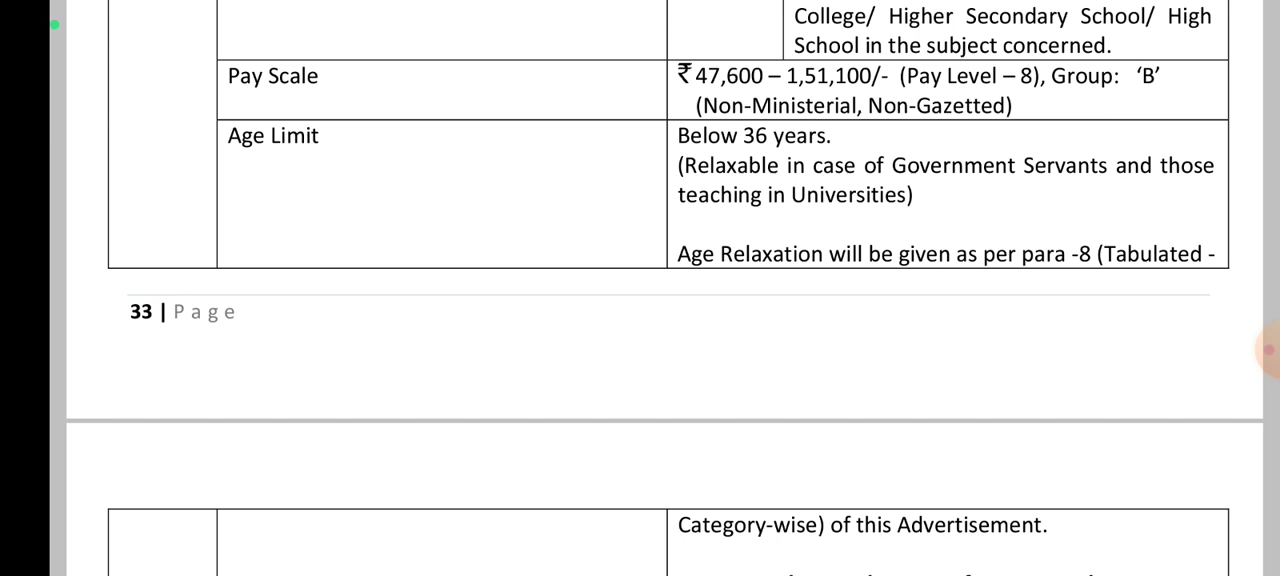 College/ Higher Secondary School/ High
School in the subject concerned.
Pay Scale
₹ 47,600 – 1,51,100/- (Pay Level – 8), Group: ‘B’
(Non-Ministerial, Non-Gazetted)
Age Limit
Below 36 years.
(Relaxable in case of Government Servants and those
teaching in Universities)
Age Relaxation will be given as per para -8 (Tabulated -
33 | P a g e
Category-wise) of this Advertisement.